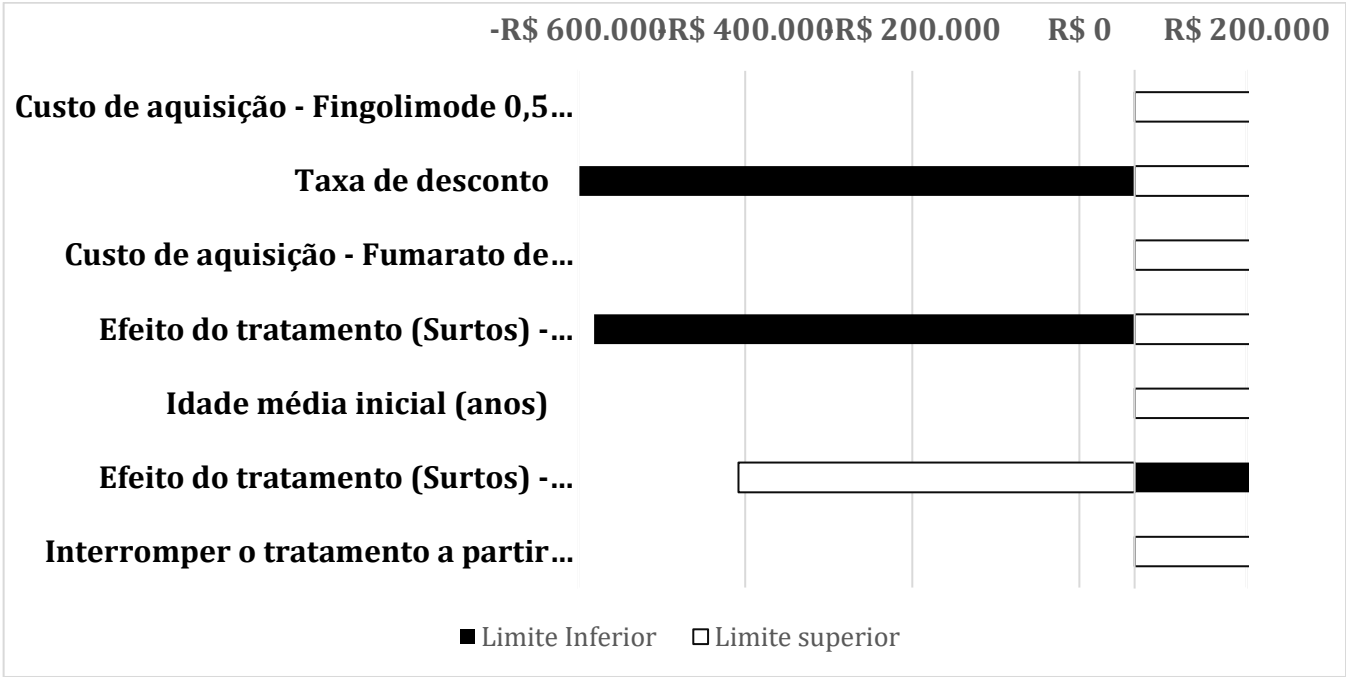 -R$ 600.000-R$ 400.000-R$ 200.000 R$ 0 R$ 200.000
Custo de aquisição - Fingolimode 0,5...
Taxa de desconto
Custo de aquisição - Fumarato de...
Efeito do tratamento (Surtos) -...
Idade média inicial (anos)
Efeito do tratamento (Surtos) -...
Interromper o tratamento a partir...
Limite Inferior Limite superior